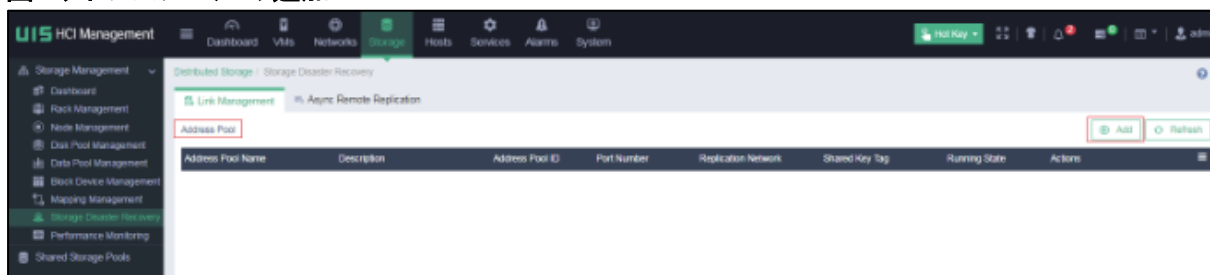 UIS HCI Management
Dashboard VMs Networks Storage Hosts Services Alarms System
Hot Key
Storage Management
Dashboard
Rack Management
Node Management
Disk Pool Management
Data Pool Management
Block Device Management
Mapping Management
Storage Disaster Recovery
Performance Monitoring
Shared Storage Pools
Distributed Storage / Storage Disaster Recovery
Link Management Async Remote Replication
Address Pool
Add Refresh
Address Pool Name Description Address Pool ID Port Number Replication Network Shared Key Tag Running State Actions